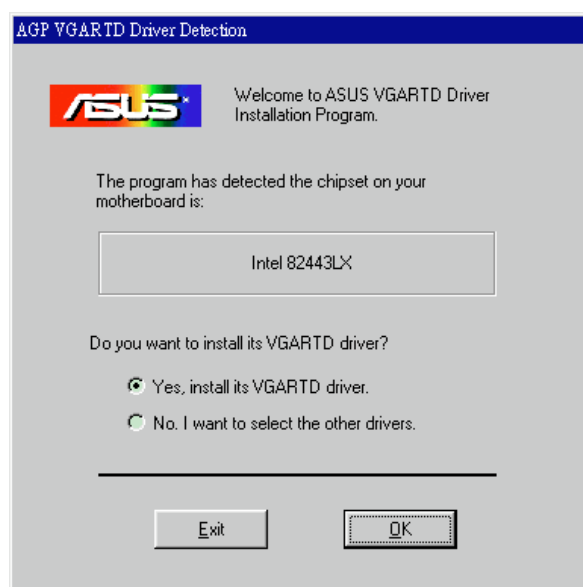 AGP VGARTD Driver Detection
ASUS
Welcome to ASUS VGARTD Driver
Installation Program.
The program has detected the chipset on your
motherboard is:
Intel 82443LX
Do you want to install its VGARTD driver?
Yes, install its VGARTD driver.
No. I want to select the other drivers.
Exit
OK